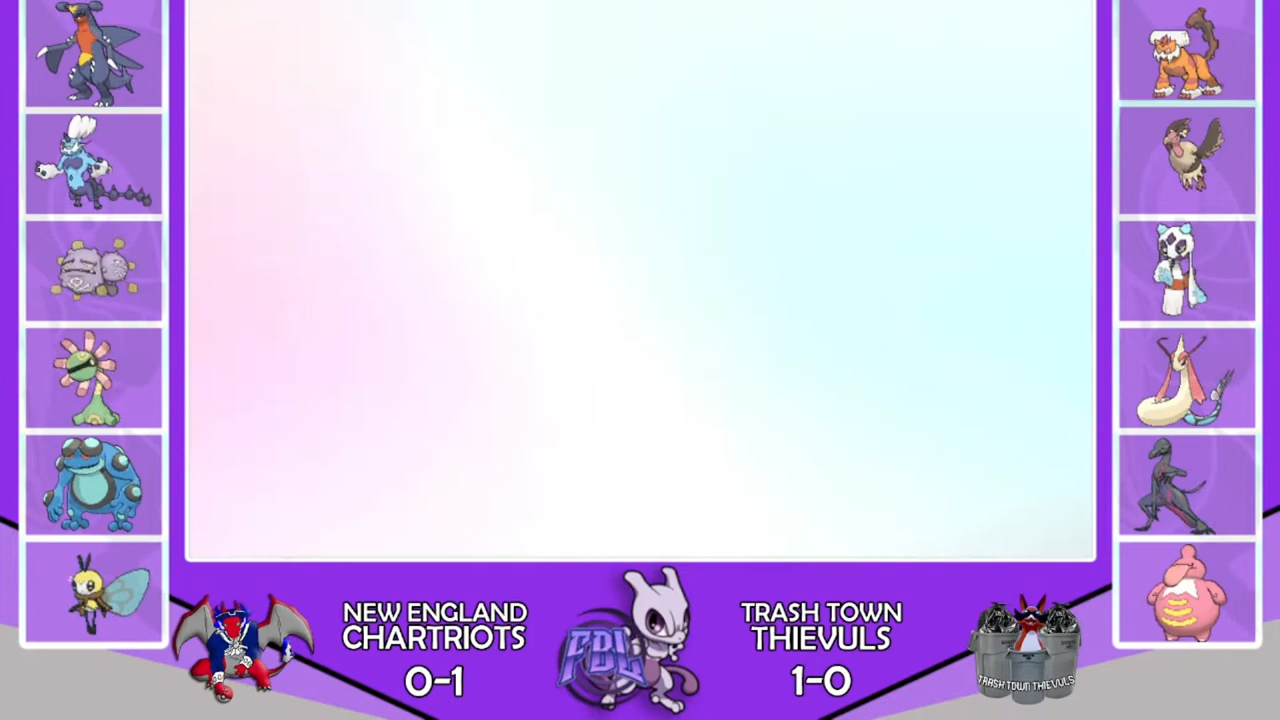 NEW ENGLAND
CHARTRIOTS
0-1
FBL
TRASH TOWN
THIEVULS
1-0
TRASH TOWN THIEVULS